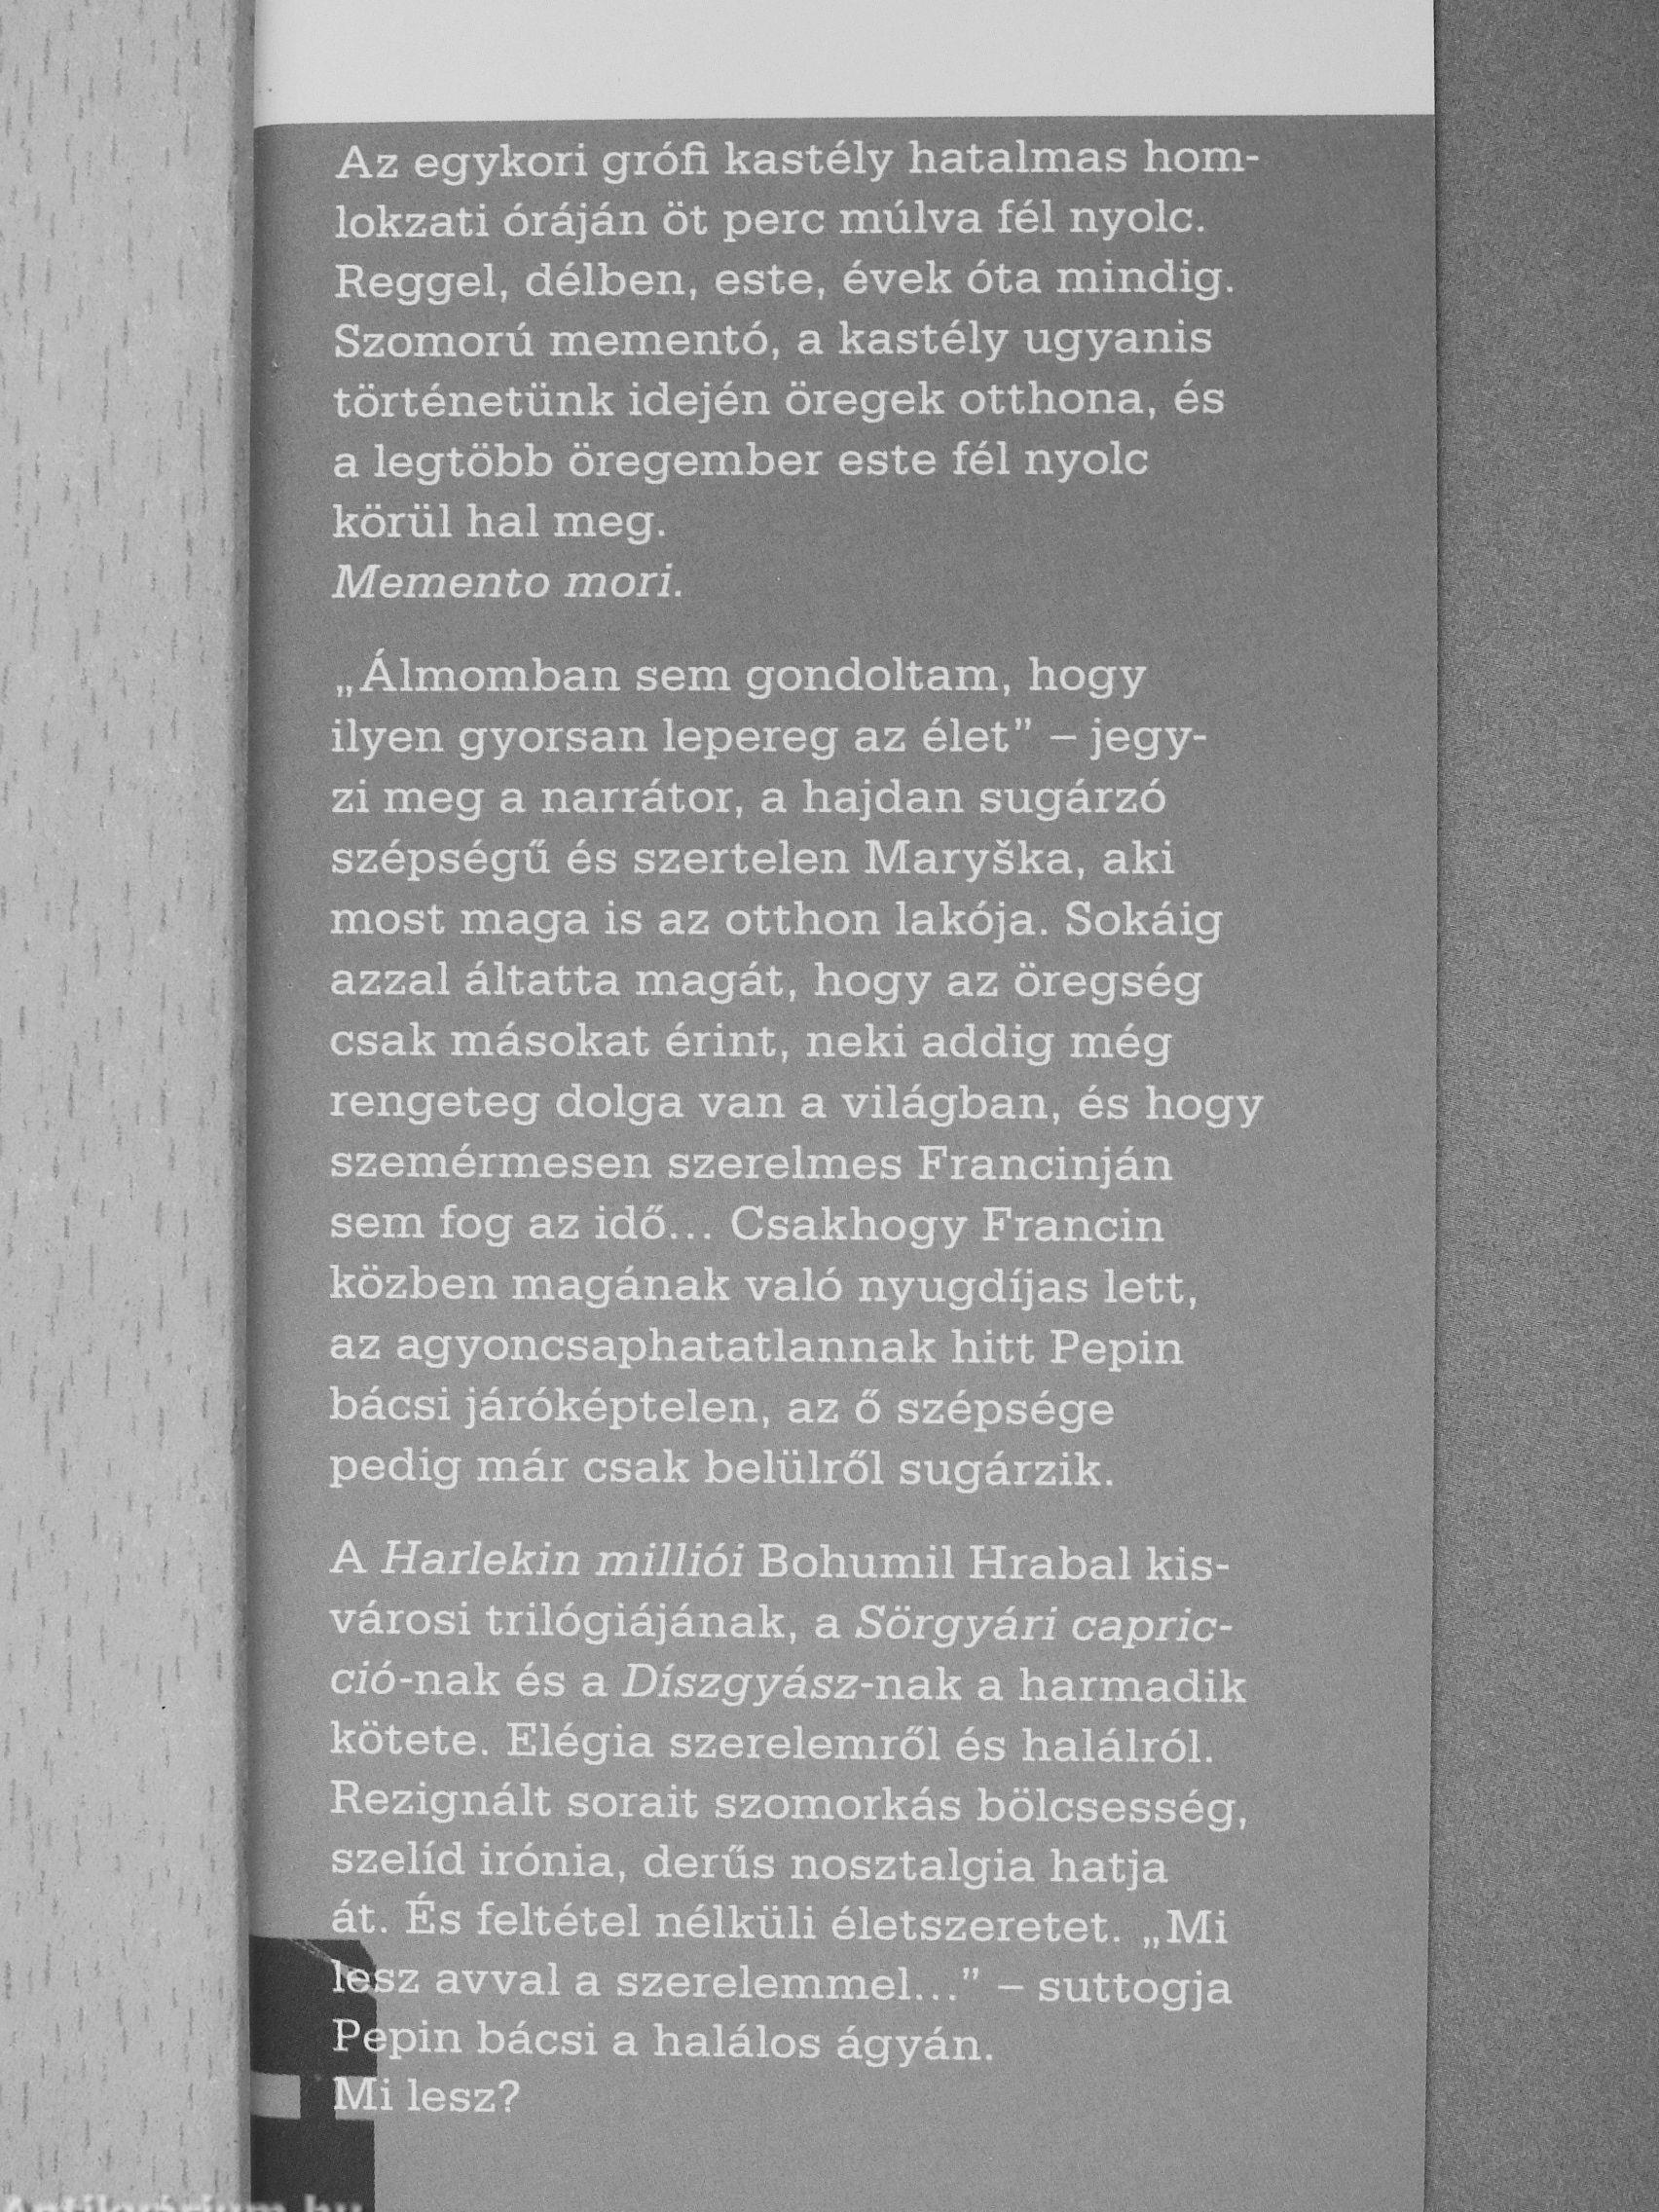 Az egykori grófi kastély hatalmas hom-
lokzati óráján öt perc múlva fél nyolc.
Reggel, délben, este, évek óta mindig.
Szomorú mementó, a kastély ugyanis
történetünk idején öregek otthona, és
a legtöbb öregember este fél nyolc
körül hal meg.
Memento mori.
„Álmomban sem gondoltam, hogy
ilyen gyorsan lepereg az élet” – jegy-
zi meg a narrátor, a hajdan sugárzó
szépségű és szertelen Maryška, aki
most maga is az otthon lakója. Sokáig
azzal áltatta magát, hogy az öregség
csak másokat érint, neki addig még
rengeteg dolga van a világban, és hogy
szemérmesen szerelmes Francinján
sem fog az idő... Csakhogy Francin
közben magának való nyugdíjas lett,
az agyoncsaphatatlannak hitt Pepin
bácsi járóképtelen, az ő szépsége
pedig már csak belülről sugárzik.
A Harlekin milliói Bohumil Hrabal kis-
városi trilógiájának, a Sörgyári capric-
ció-nak és a Díszgyász-nak a harmadik
kötete. Elégia szerelemről és halálról.
Rezignált sorait szomorkás bölcsesség,
szelíd irónia, derűs nosztalgia hatja
át. És feltétel nélküli életszeretet. „Mi
lesz avval a szerelemmel...” – suttogja
Pepin bácsi a halálos ágyán.
Mi lesz?
Antikvárium.hu